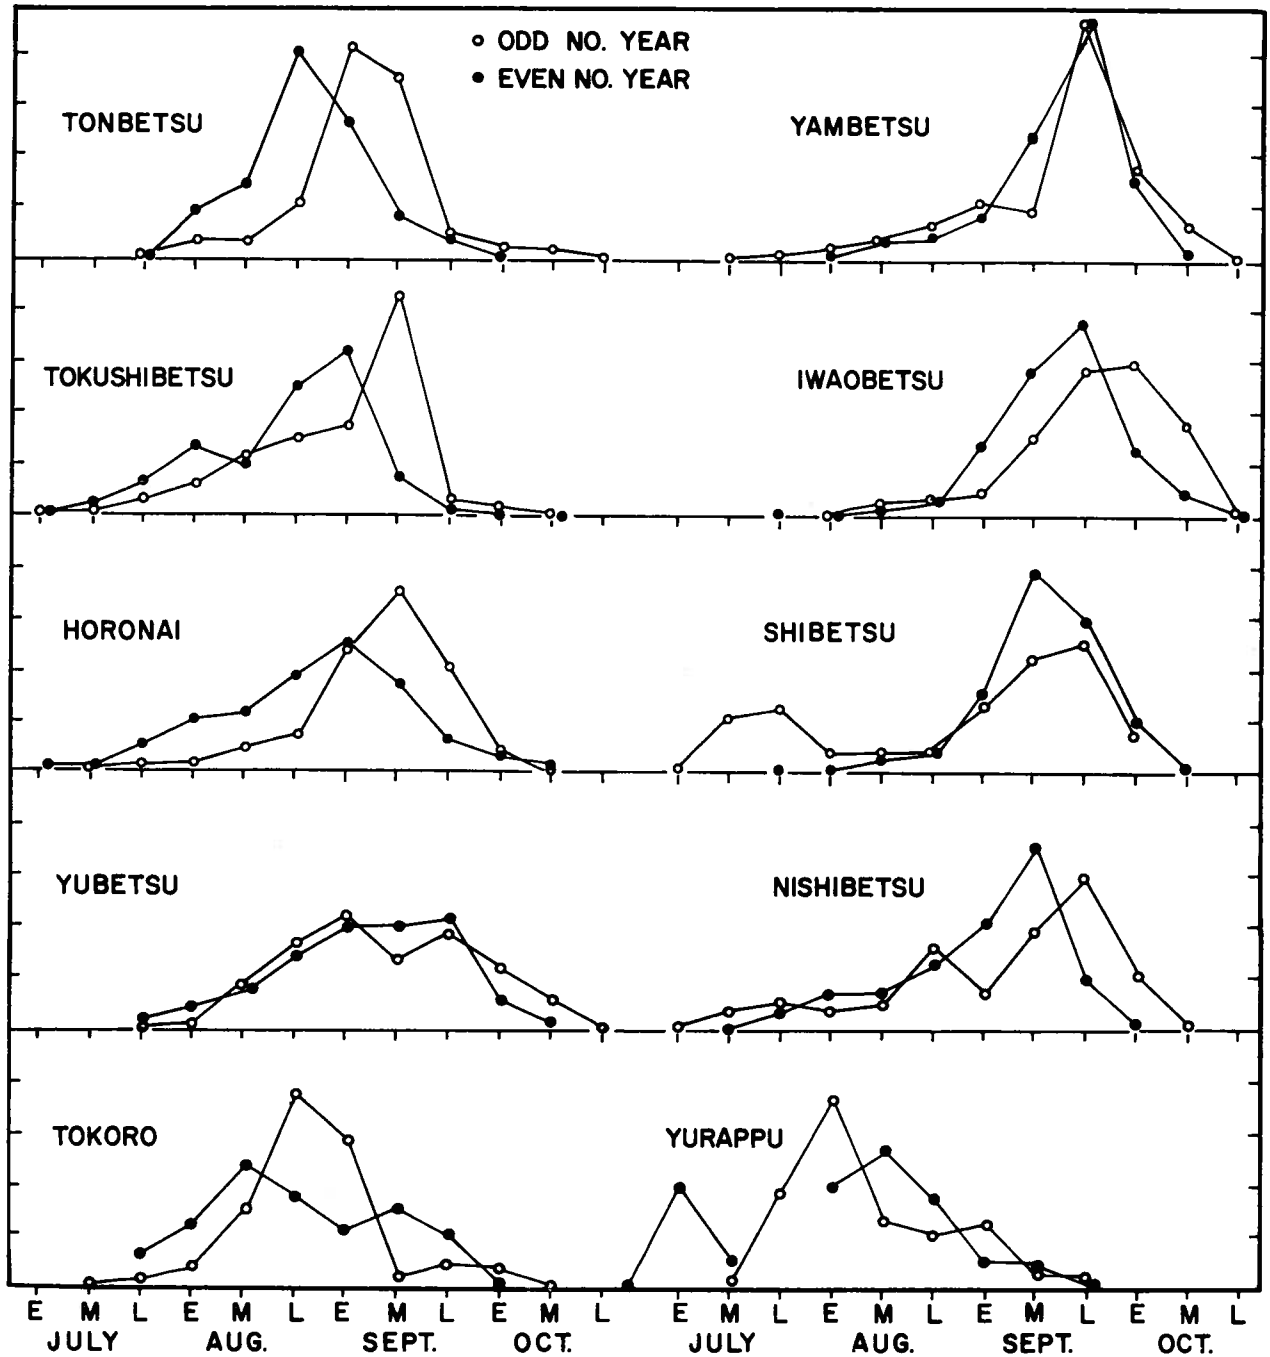 ○ ODD NO. YEAR
● EVEN NO. YEAR
TONBETSU
YAMBETSU
TOKUSHIBETSU
IWAOBETSU
HORONAI
SHIBETSU
YUBETSU
NISHIBETSU
TOKORO
YURAPPU
E M L E M L E M L E M L E M L E M L E M L E M L
JULY AUG. SEPT. OCT. JULY AUG. SEPT. OCT.